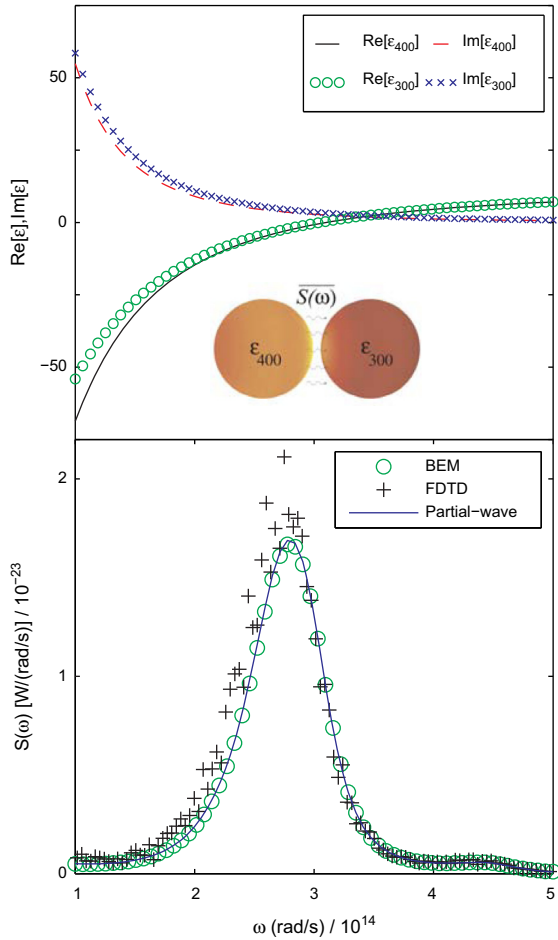 Re[ε400] Im[ε400]
Re[ε300] Im[ε300]
50
0
−50
Re[ε],Im[ε]
S(ω)
ε400 ε300
BEM
FDTD
Partial−wave
2
1
0
S(ω) [W/(rad/s)] / 10-23
1 2 3 4 5
ω (rad/s) / 1014